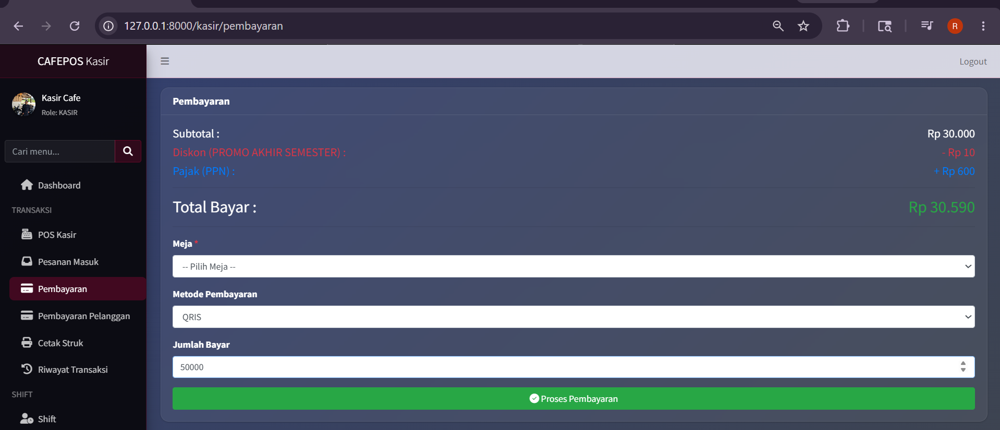 127.0.0.1:8000/kasir/pembayaran
R
CAFEPOS Kasir
Logout
Kasir Cafe
Role: KASIR
Cari menu...
Dashboard
TRANSAKSI
POS Kasir
Pesanan Masuk
Pembayaran
Pembayaran Pelanggan
Cetak Struk
Riwayat Transaksi
SHIFT
Shift
Pembayaran
Subtotal : Rp 30.000
Diskon (PROMO AKHIR SEMESTER) : - Rp 10
Pajak (PPN) : + Rp 600
Total Bayar : Rp 30.590
Meja *
-- Pilih Meja --
Metode Pembayaran
QRIS
Jumlah Bayar
50000
Proses Pembayaran